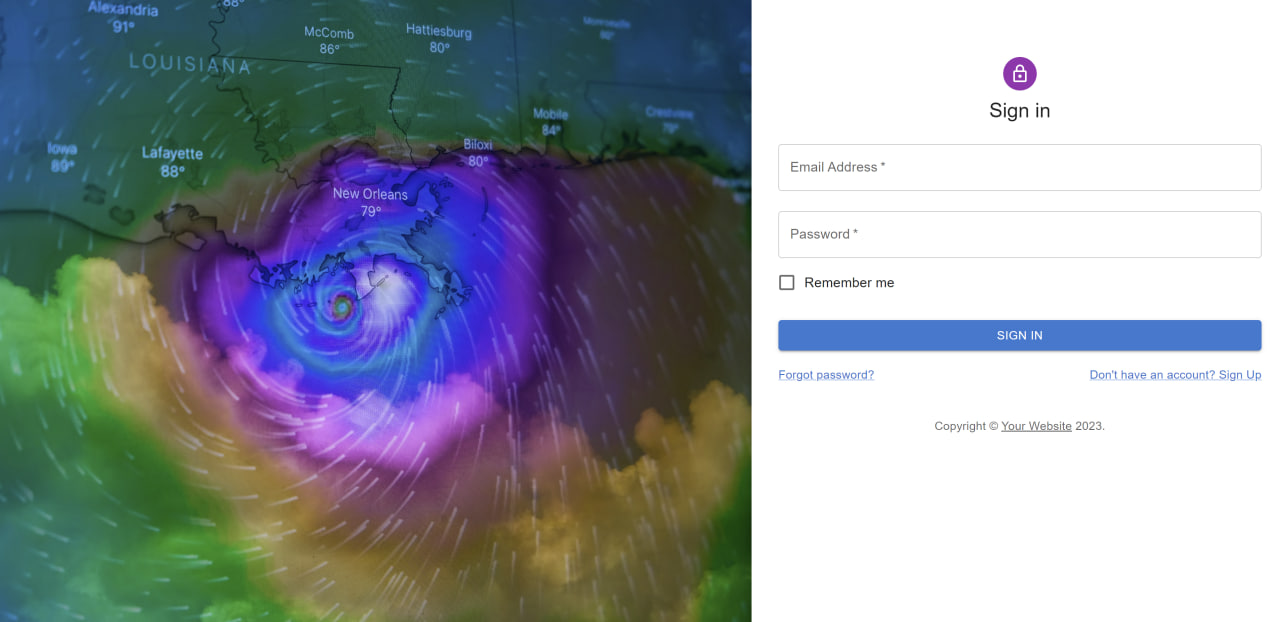 Alexandria
91°
88°
McComb
86°
Hattiesburg
80°
LOUISIANA
Mobile
84°
Crestview
79°
Iowa
89°
Lafayette
88°
Biloxi
80°
New Orleans
79°
Sign in
Email Address *
Password *
Remember me
SIGN IN
Forgot password?
Don't have an account? Sign Up
Copyright © Your Website 2023.